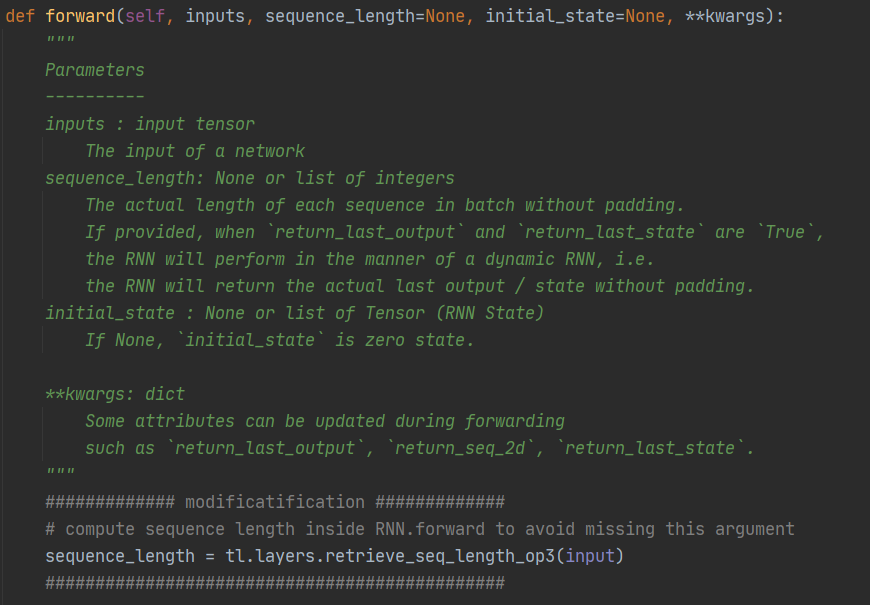 def forward(self, inputs, sequence_length=None, initial_state=None, **kwargs):
"""
Parameters
----------
inputs : input tensor
The input of a network
sequence_length: None or list of integers
The actual length of each sequence in batch without padding.
If provided, when `return_last_output` and `return_last_state` are `True`,
the RNN will perform in the manner of a dynamic RNN, i.e.
the RNN will return the actual last output / state without padding.
initial_state : None or list of Tensor (RNN State)
If None, `initial_state` is zero state.
**kwargs: dict
Some attributes can be updated during forwarding
such as `return_last_output`, `return_seq_2d`, `return_last_state`.
"""
############# modificatification #############
# compute sequence length inside RNN.forward to avoid missing this argument
sequence_length = tl.layers.retrieve_seq_length_op3(input)
##############################################